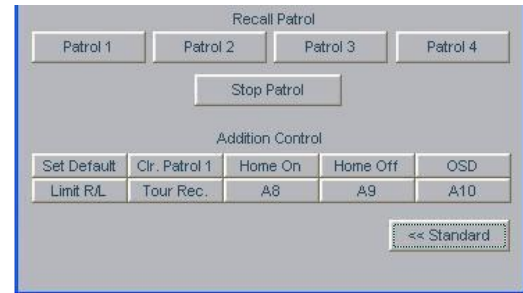 Recall Patrol
Patrol 1 Patrol 2 Patrol 3 Patrol 4
Stop Patrol
Addition Control
Set Default Clr. Patrol 1 Home On Home Off OSD
Limit R/L Tour Rec. A8 A9 A10
<< Standard